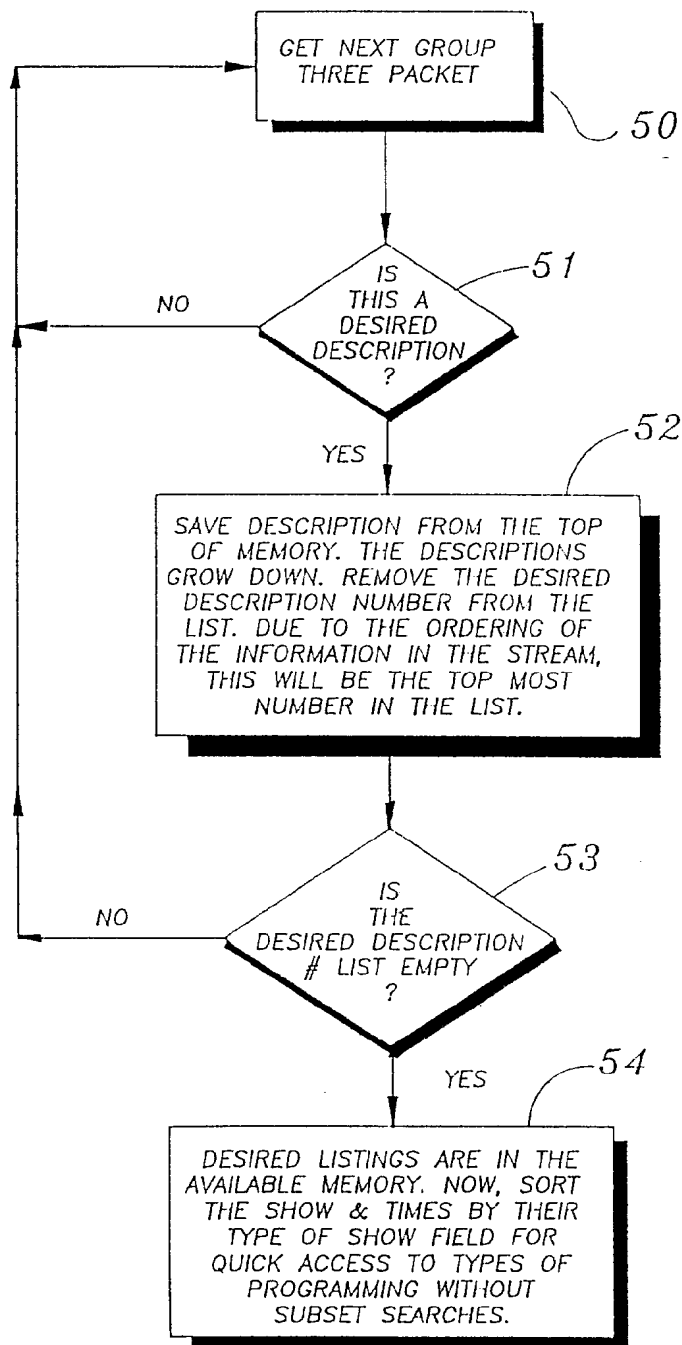 GET NEXT GROUP
THREE PACKET
50
51
IS
THIS A
DESIRED
DESCRIPTION
?
NO
YES
52
SAVE DESCRIPTION FROM THE TOP
OF MEMORY. THE DESCRIPTIONS
GROW DOWN. REMOVE THE DESIRED
DESCRIPTION NUMBER FROM THE
LIST. DUE TO THE ORDERING OF
THE INFORMATION IN THE STREAM,
THIS WILL BE THE TOP MOST
NUMBER IN THE LIST.
53
IS
THE
DESIRED DESCRIPTION
# LIST EMPTY
?
NO
YES
54
DESIRED LISTINGS ARE IN THE
AVAILABLE MEMORY. NOW, SORT
THE SHOW & TIMES BY THEIR
TYPE OF SHOW FIELD FOR
QUICK ACCESS TO TYPES OF
PROGRAMMING WITHOUT
SUBSET SEARCHES.